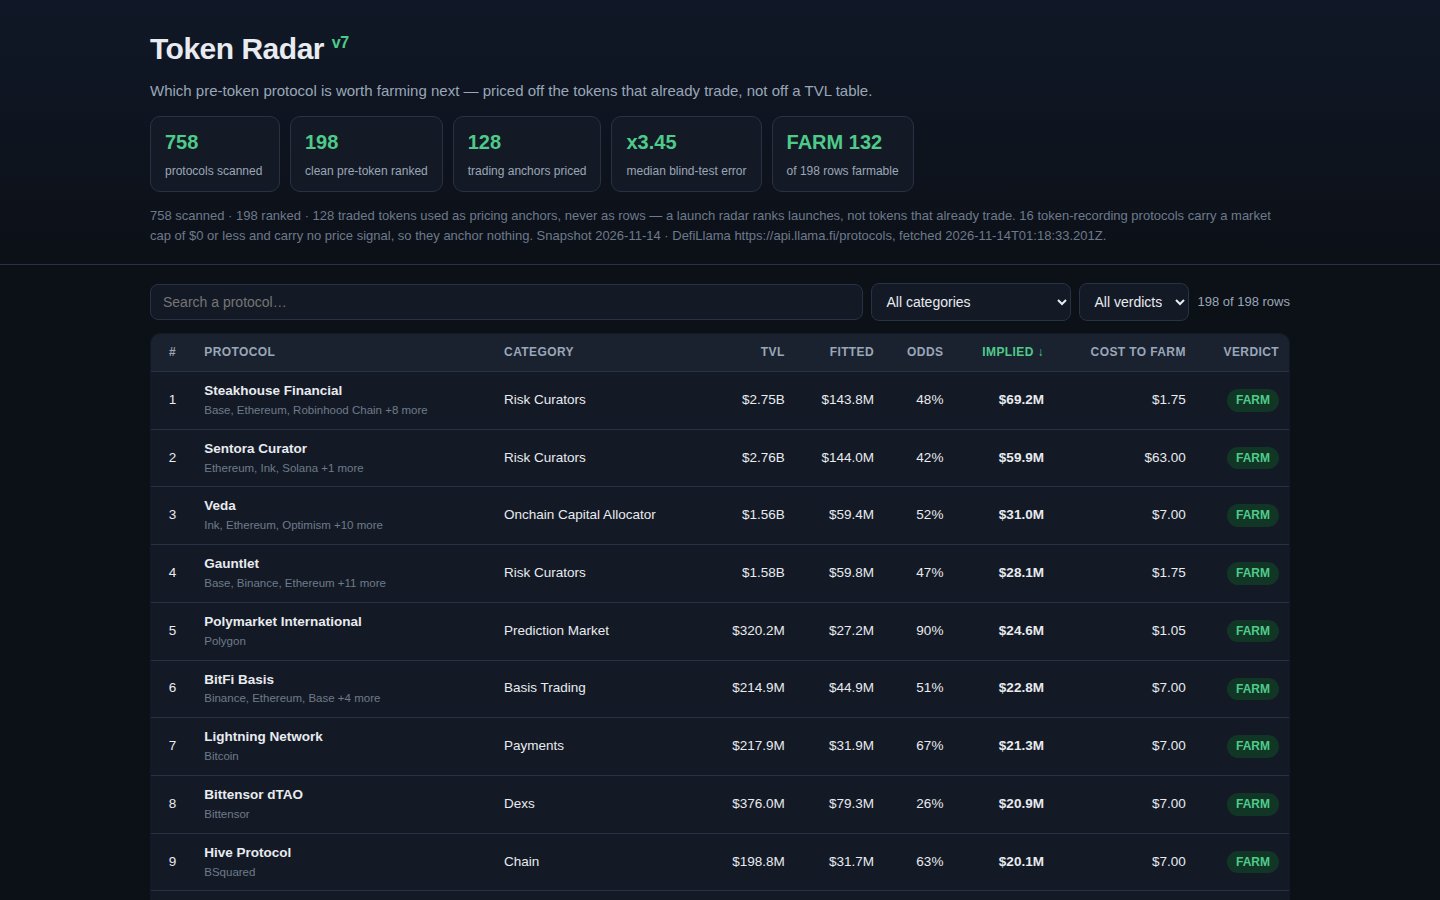 Token Radar v7
Which pre-token protocol is worth farming next — priced off the tokens that already trade, not off a TVL table.
758 198 128 x3.45 FARM 132
protocols scanned clean pre-token ranked trading anchors priced median blind-test error of 198 rows farmable
758 scanned · 198 ranked · 128 traded tokens used as pricing anchors, never as rows — a launch radar ranks launches, not tokens that already trade. 16 token-recording protocols carry a market
cap of $0 or less and carry no price signal, so they anchor nothing. Snapshot 2026-11-14 · DefiLlama https://api.llama.fi/protocols, fetched 2026-11-14T01:18:33.201Z.
Search a protocol… All categories All verdicts 198 of 198 rows
# PROTOCOL CATEGORY TVL FITTED ODDS IMPLIED ↓ COST TO FARM VERDICT
1 Steakhouse Financial Risk Curators $2.75B $143.8M 48% $69.2M $1.75 FARM
Base, Ethereum, Robinhood Chain +8 more
2 Sentora Curator Risk Curators $2.76B $144.0M 42% $59.9M $63.00 FARM
Ethereum, Ink, Solana +1 more
3 Veda Onchain Capital Allocator $1.56B $59.4M 52% $31.0M $7.00 FARM
Ink, Ethereum, Optimism +10 more
4 Gauntlet Risk Curators $1.58B $59.8M 47% $28.1M $1.75 FARM
Base, Binance, Ethereum +11 more
5 Polymarket International Prediction Market $320.2M $27.2M 90% $24.6M $1.05 FARM
Polygon
6 BitFi Basis Basis Trading $214.9M $44.9M 51% $22.8M $7.00 FARM
Binance, Ethereum, Base +4 more
7 Lightning Network Payments $217.9M $31.9M 67% $21.3M $7.00 FARM
Bitcoin
8 Bittensor dTAO Dexs $376.0M $79.3M 26% $20.9M $7.00 FARM
Bittensor
9 Hive Protocol Chain $198.8M $31.7M 63% $20.1M $7.00 FARM
BSquared